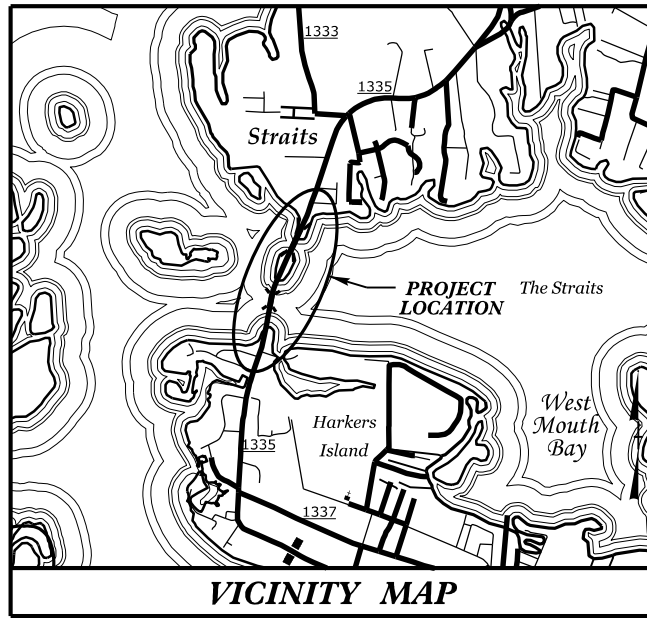 1333
1335
Straits
PROJECT
LOCATION
The Straits
West
Mouth
Bay
Harkers
Island
1335
1337
VICINITY MAP